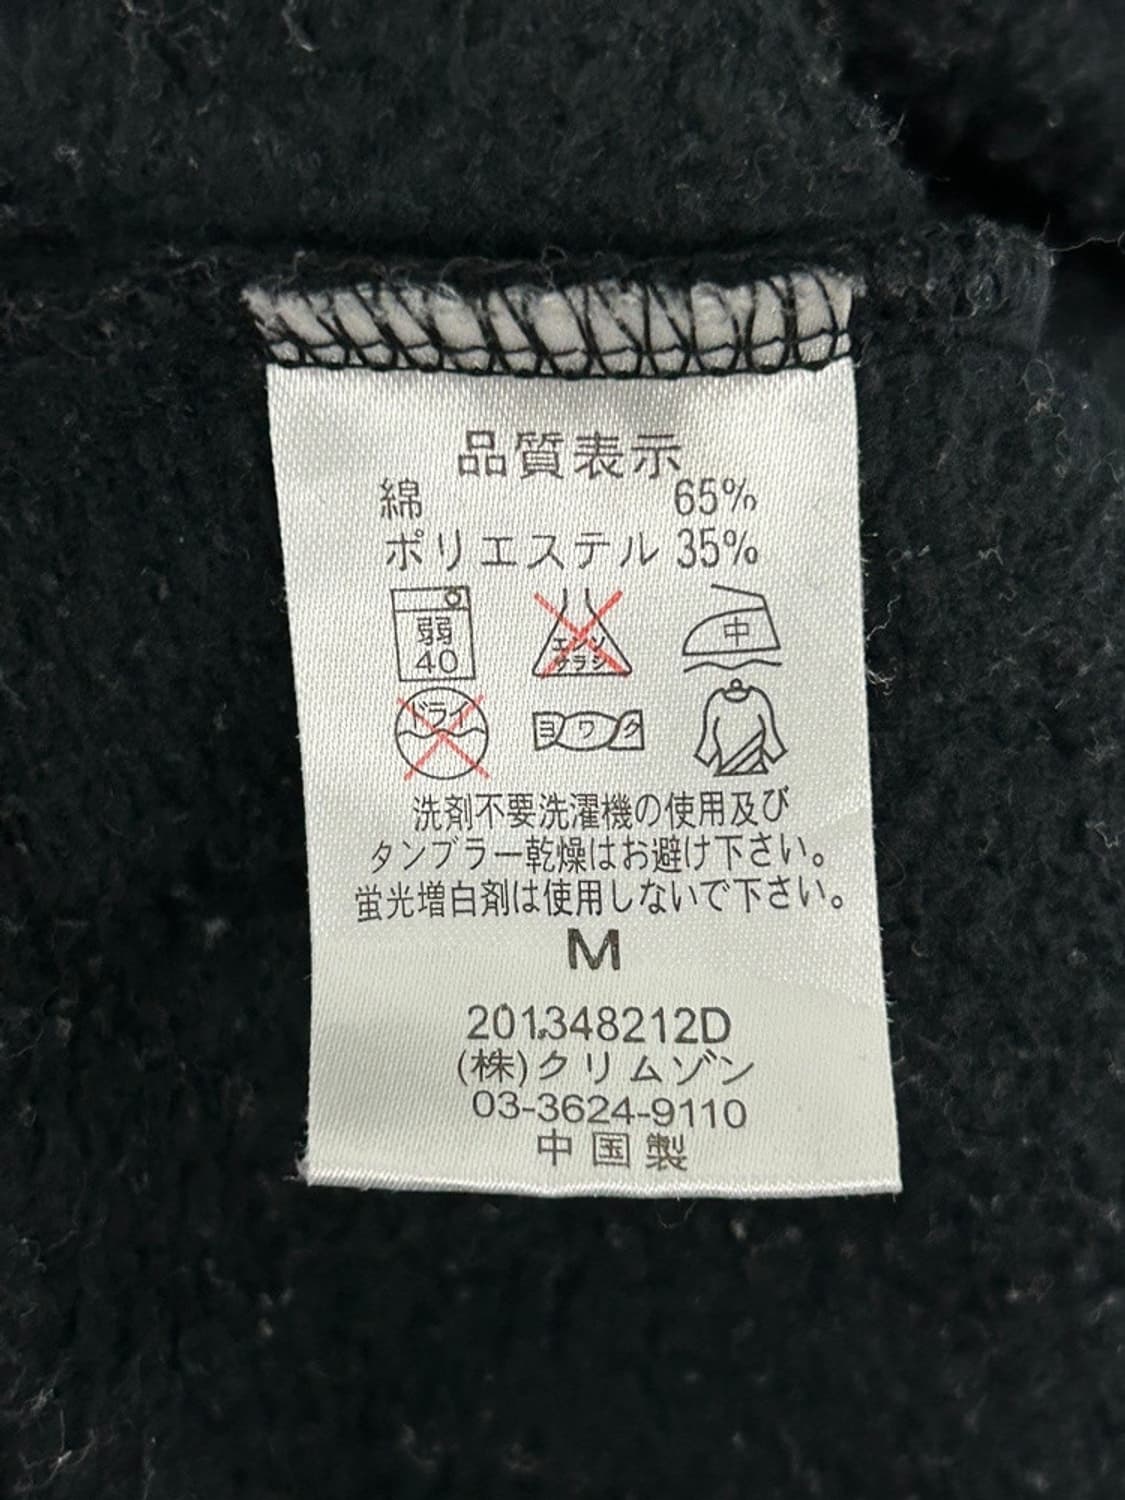 品質表示
綿 65%
ポリエステル 35%
弱 40
エンソ サラシ
中
ドライ
ヨワク
洗剤不要洗濯機の使用及び
タンブラー乾燥はお避け下さい。
蛍光増白剤は使用しないで下さい。
M
201348212D
(株)クリムゾン
03-3624-9110
中国製